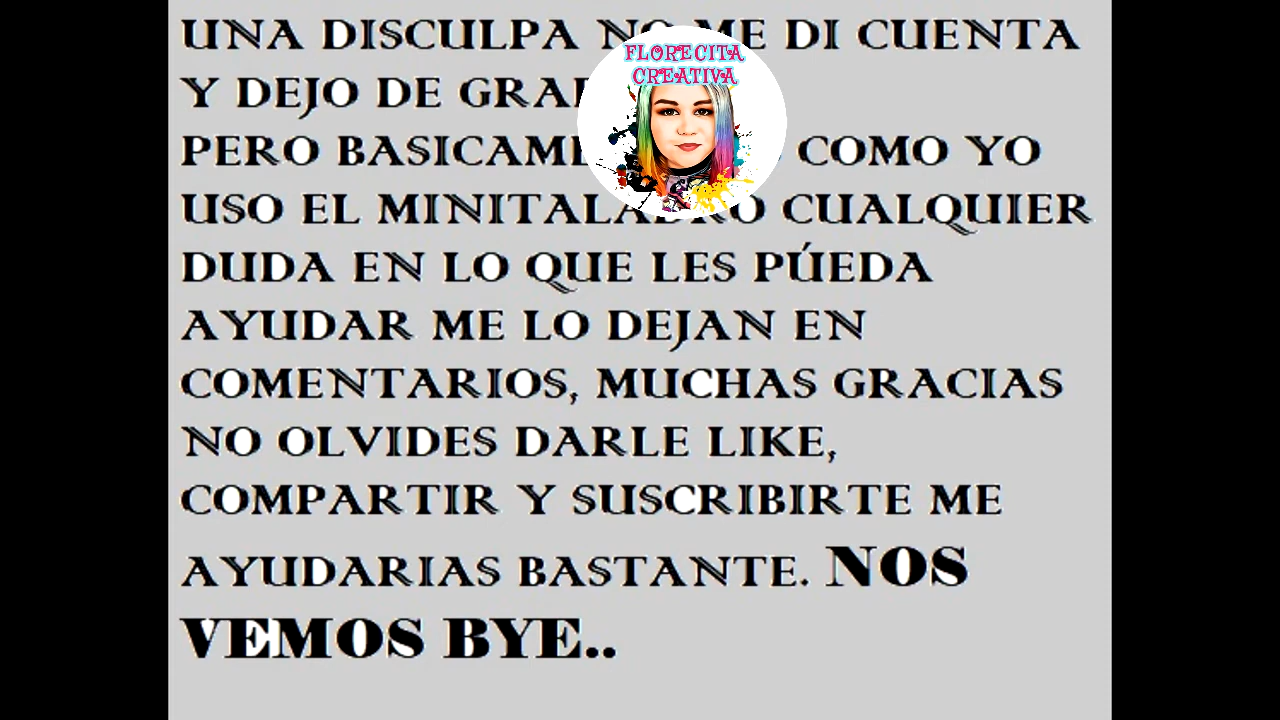 UNA DISCULPA NO ME DI CUENTA
Y DEJO DE
PERO COMO YO
USO EL MINITALADRO CUALQUIER
DUDA EN LO QUE LES PÚEDA
AYUDAR ME LO DEJAN EN
COMENTARIOS, MUCHAS GRACIAS
NO OLVIDES DARLE LIKE,
COMPARTIR Y SUSCRIBIRTE ME
AYUDARIAS BASTANTE. NOS
VEMOS BYE..
FLORECITA
CREATIVA